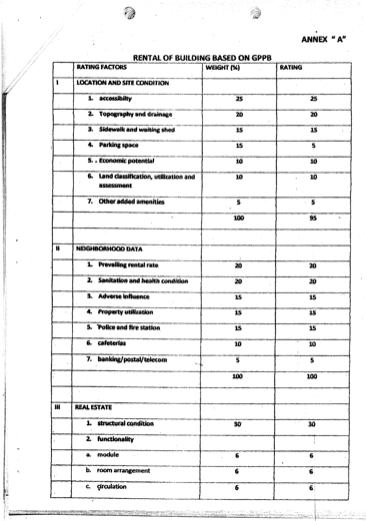 ANNEX "A"
RENTAL OF BUILDING BASED ON GPPB
RATING FACTORS WEIGHT (%) RATING
I LOCATION AND SITE CONDITION
1. accessibility 25 25
2. Topography and drainage 20 20
3. Sidewalk and waiting shed 15 15
4. Parking space 15 5
5. Economic potential 10 10
6. Land classification, utilization and
assessment 10 10
7. Other added amenities 5 5
100 95
II NEIGHBORHOOD DATA
1. Prevailing rental rate 20 20
2. Sanitation and health condition 20 20
3. Adverse influence 15 15
4. Property utilization 15 15
5. Police and fire station 15 15
6. cafeterias 10 10
7. banking/postal/telecom 5 5
100 100
III REAL ESTATE
1. structural condition 30 30
2. functionality
a. module 6 6
b. room arrangement 6 6
c. circulation 6 6